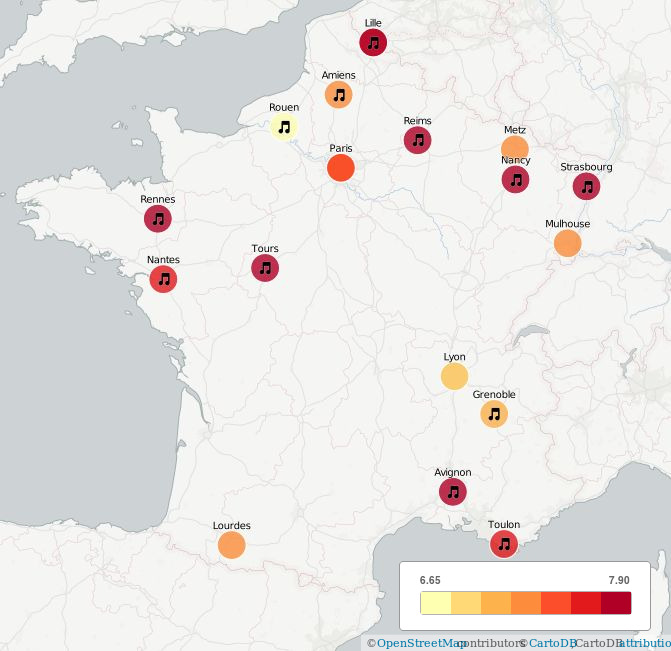 Lille
Amiens
Rouen
Reims
Metz
Paris
Nancy
Strasbourg
Rennes
Mulhouse
Tours
Nantes
Lyon
Grenoble
Avignon
Toulon
Lourdes
6.65 7.90
©OpenStreetMap contributors ©CartoDB, CartoDB attributio